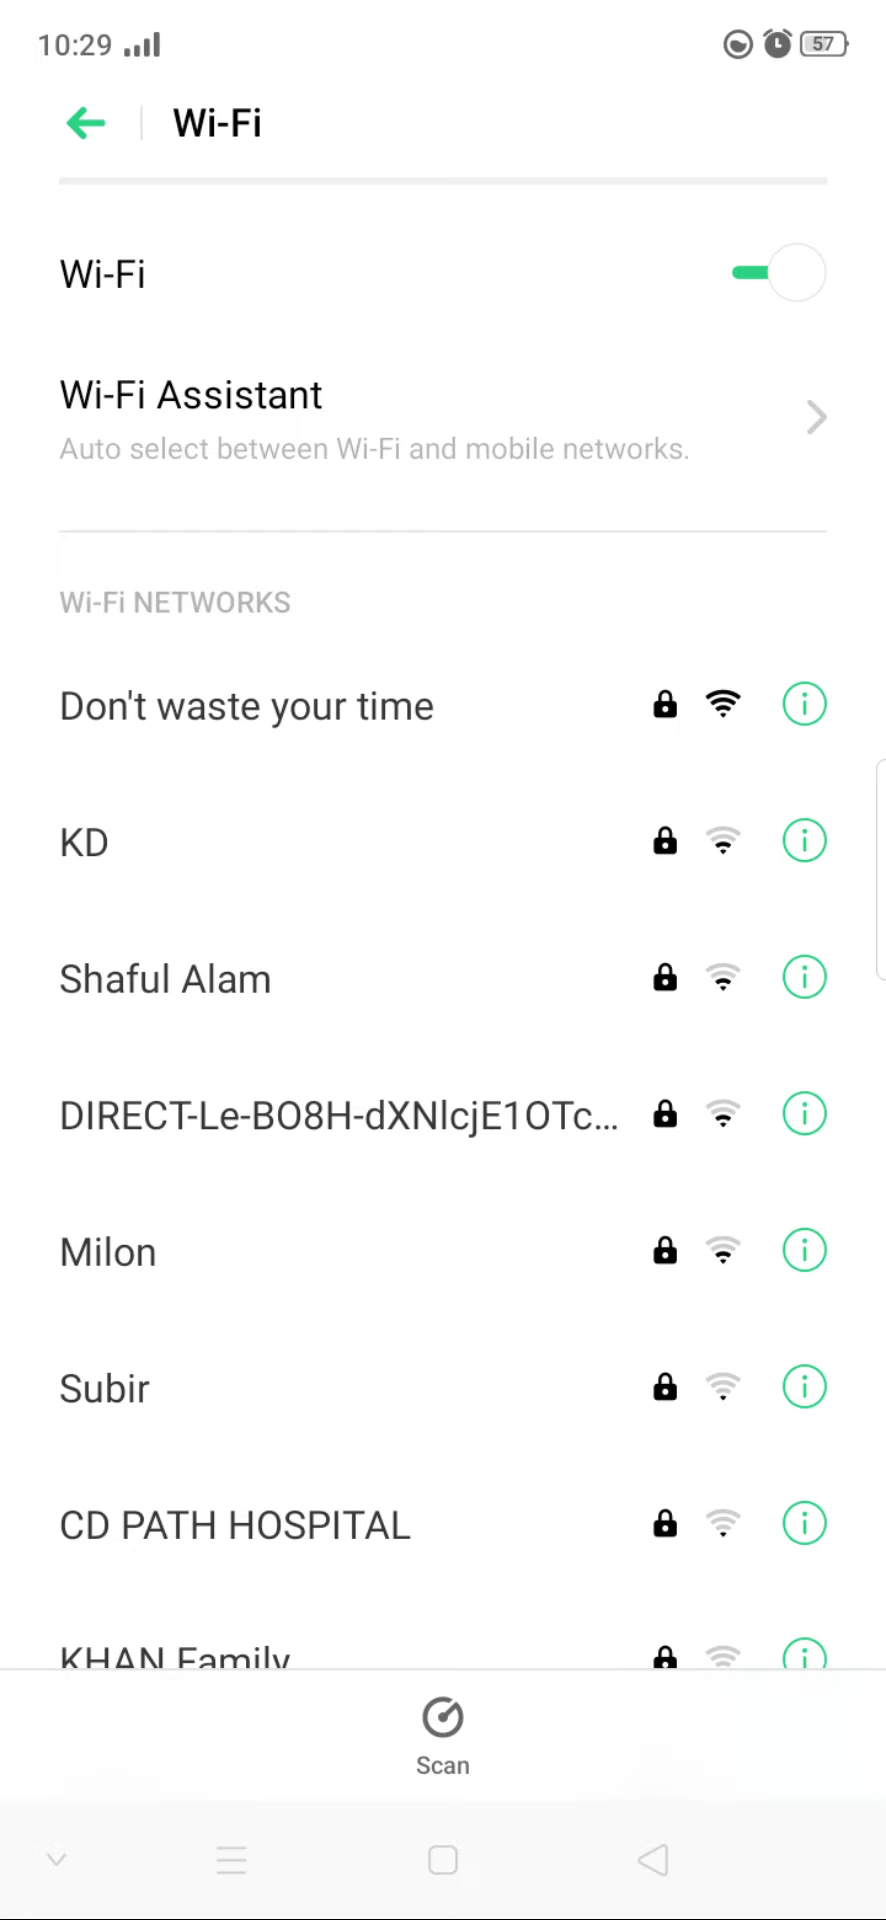 10:29
57
Wi-Fi
Wi-Fi
Wi-Fi Assistant
Auto select between Wi-Fi and mobile networks.
Wi-Fi NETWORKS
Don't waste your time
KD
Shaful Alam
DIRECT-Le-BO8H-dXNlcjE1OTc...
Milon
Subir
CD PATH HOSPITAL
KHAN Family
Scan